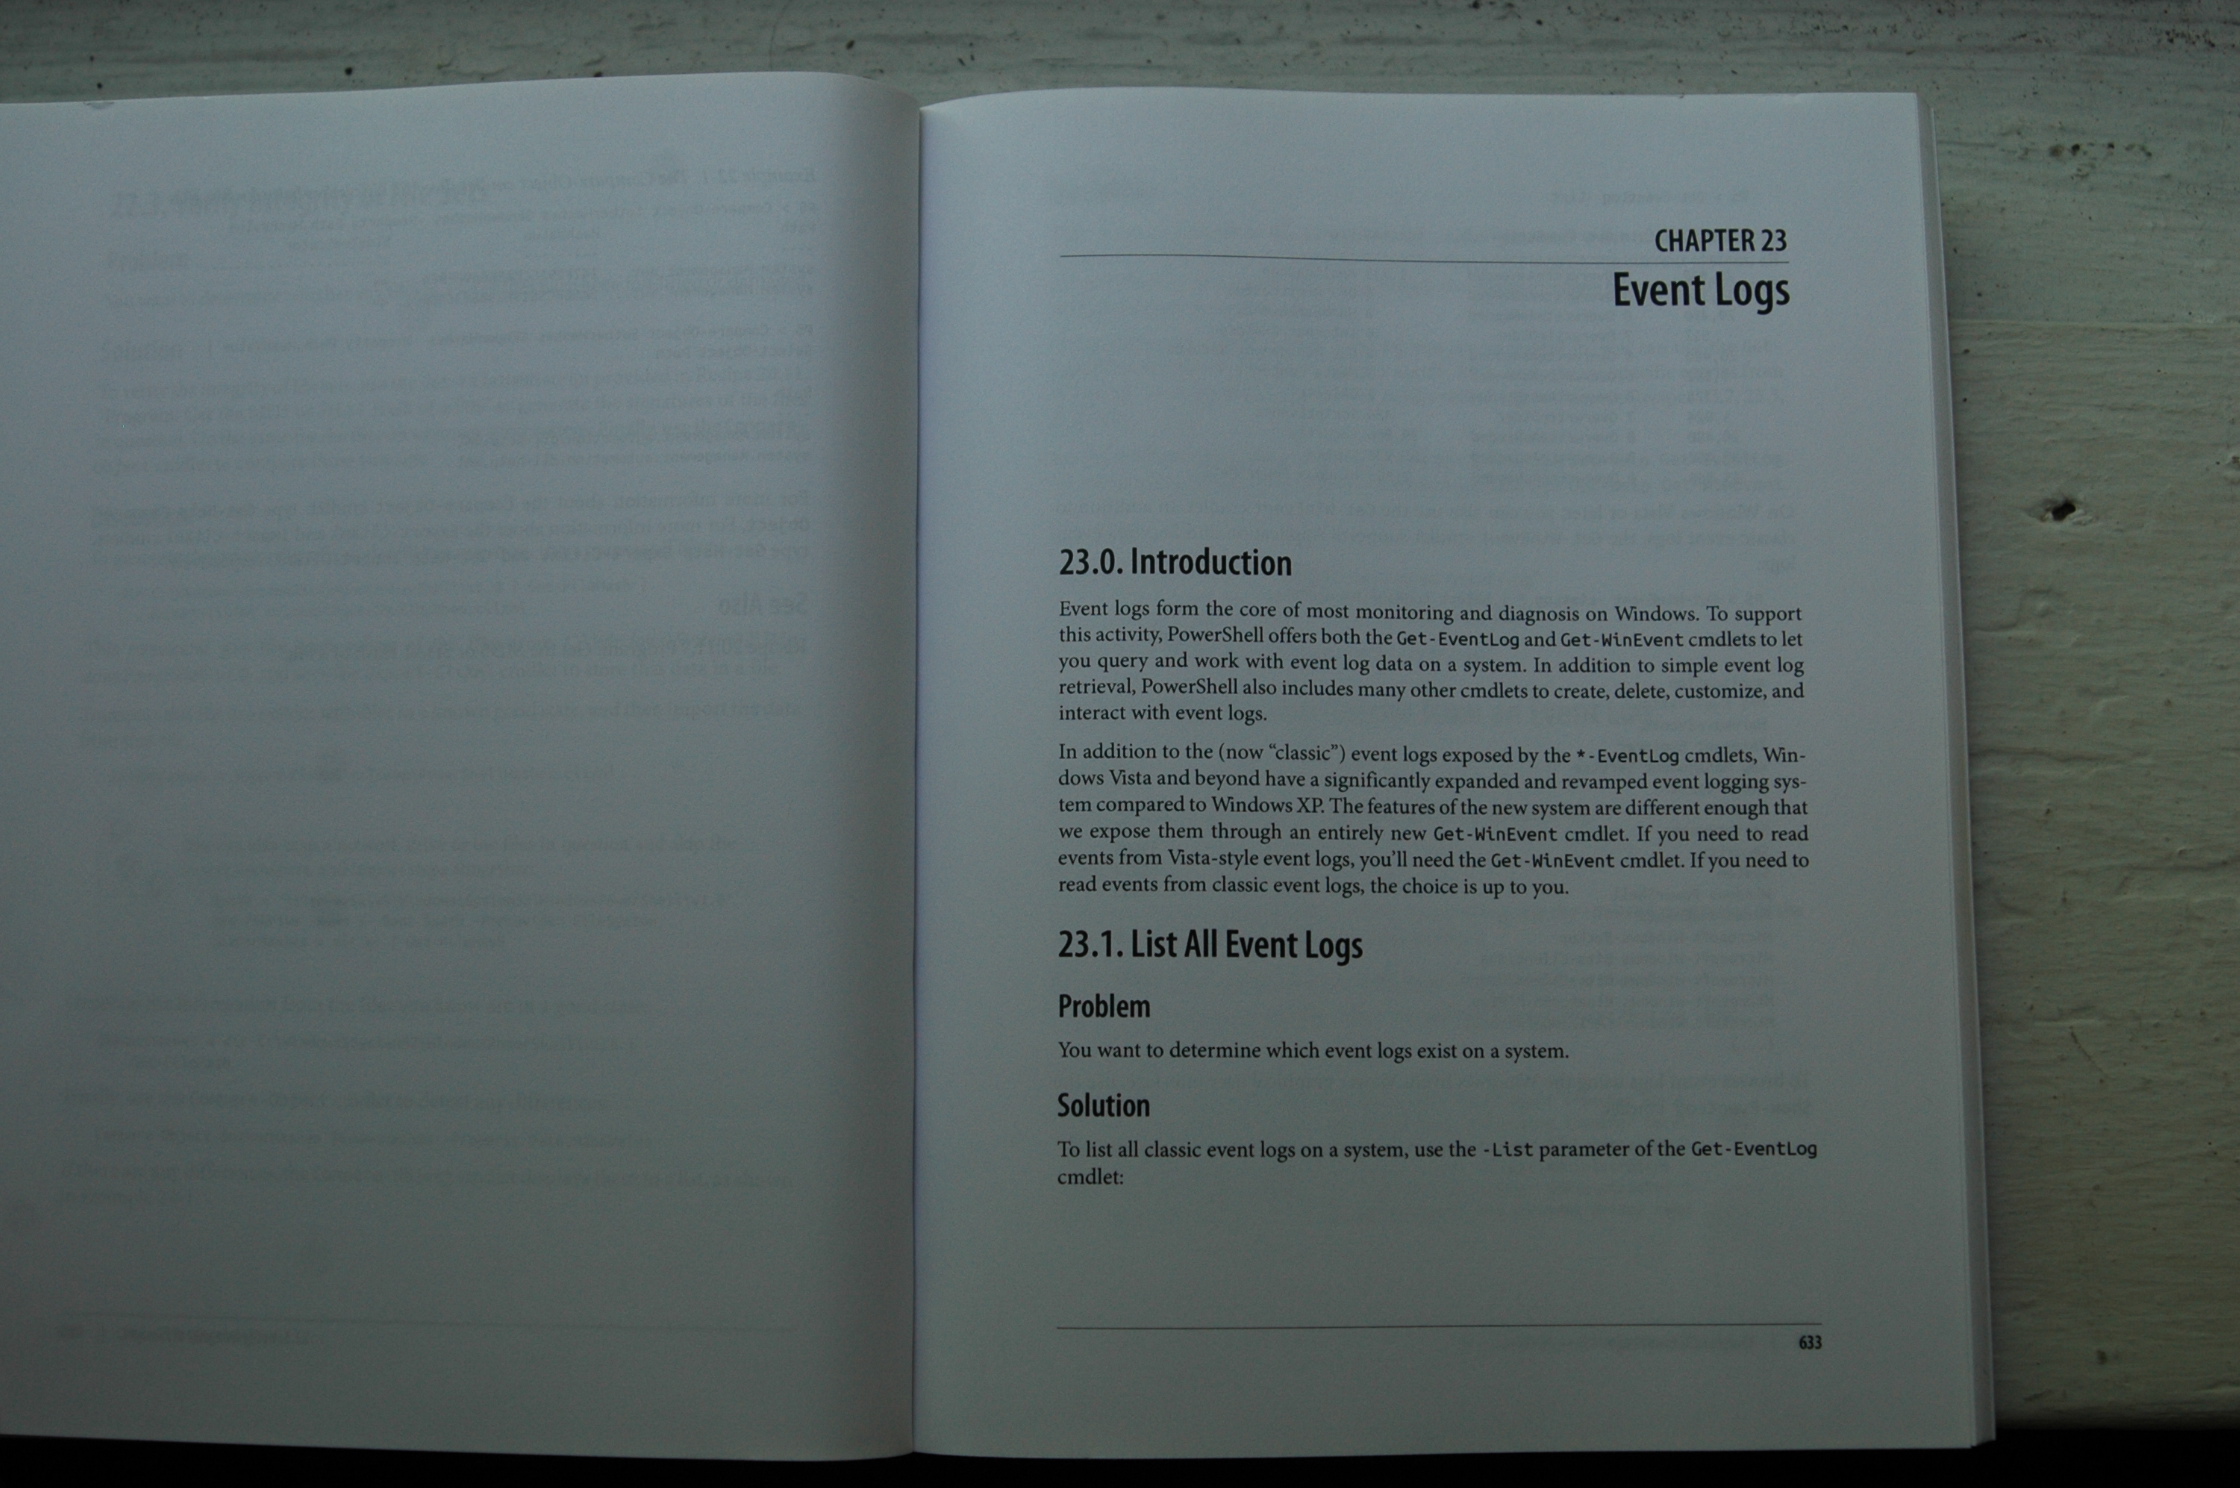 CHAPTER 23
Event Logs
23.0. Introduction
Event logs form the core of most monitoring and diagnosis on Windows. To support
this activity, PowerShell offers both the Get-EventLog and Get-WinEvent cmdlets to let
you query and work with event log data on a system. In addition to simple event log
retrieval, PowerShell also includes many other cmdlets to create, delete, customize, and
interact with event logs.
In addition to the (now “classic”) event logs exposed by the *-EventLog cmdlets, Win-
dows Vista and beyond have a significantly expanded and revamped event logging sys-
tem compared to Windows XP. The features of the new system are different enough that
we expose them through an entirely new Get-WinEvent cmdlet. If you need to read
events from Vista-style event logs, you’ll need the Get-WinEvent cmdlet. If you need to
read events from classic event logs, the choice is up to you.
23.1. List All Event Logs
Problem
You want to determine which event logs exist on a system.
Solution
To list all classic event logs on a system, use the -List parameter of the Get-EventLog
cmdlet:
633